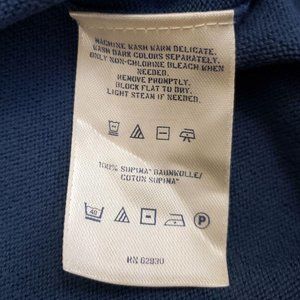 MACHINE WASH WARM DELICATE.
WASH DARK COLORS SEPARATELY.
ONLY NON-CHLORINE BLEACH WHEN
NEEDED.
REMOVE PROMPTLY.
BLOCK FLAT TO DRY.
LIGHT STEAM IF NEEDED.
100% SUPIMA® BAUMWOLLE/
COTON SUPIMA®
40
P
RN 62930